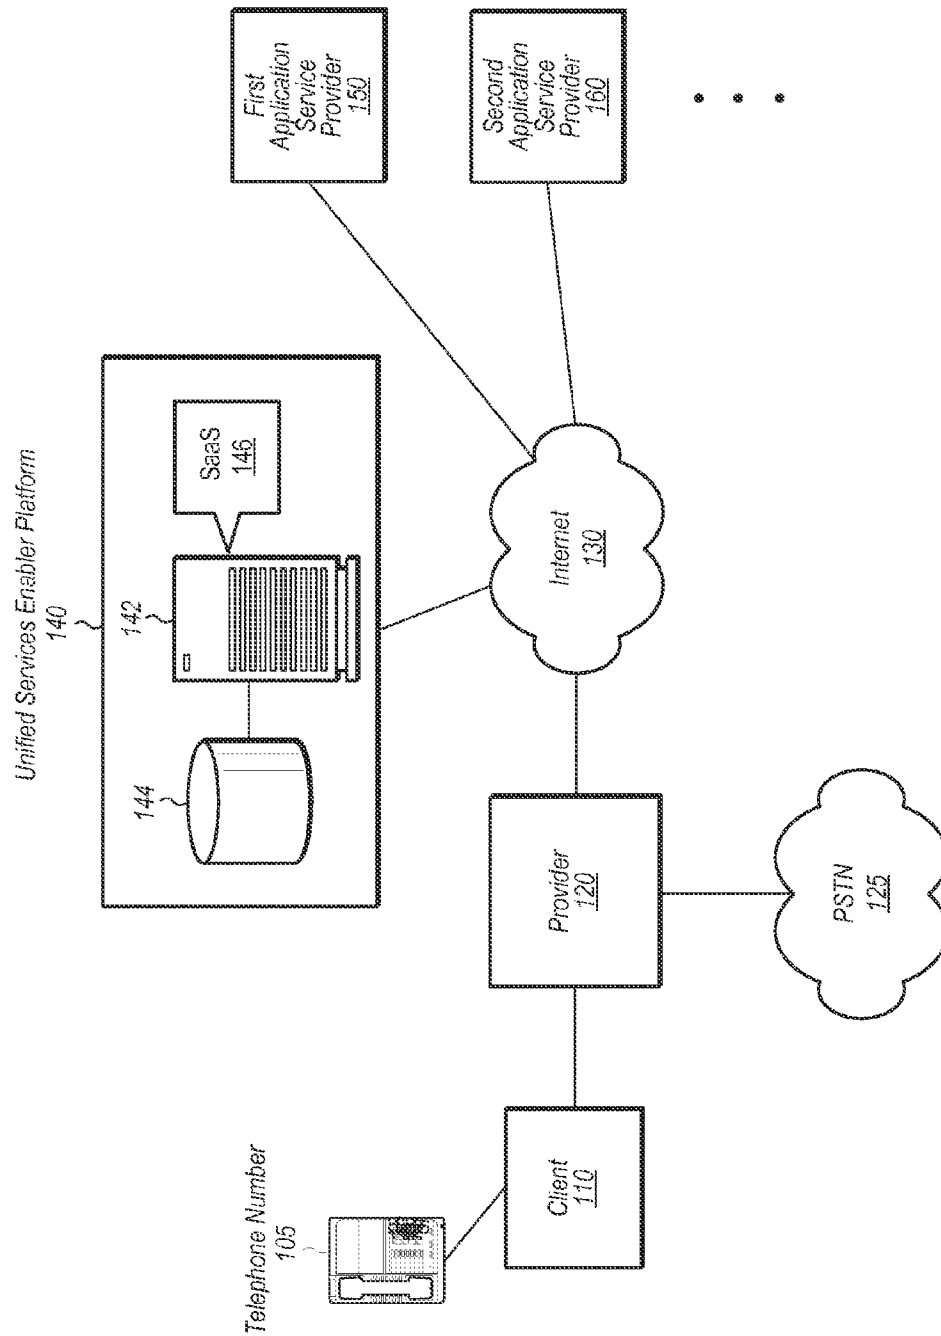 Unified Services Enabler Platform
140
144
142
SaaS
146
First
Application
Service
Provider
150
Second
Application
Service
Provider
160
Telephone Number
105
Client
110
Provider
120
Internet
130
PSTN
125